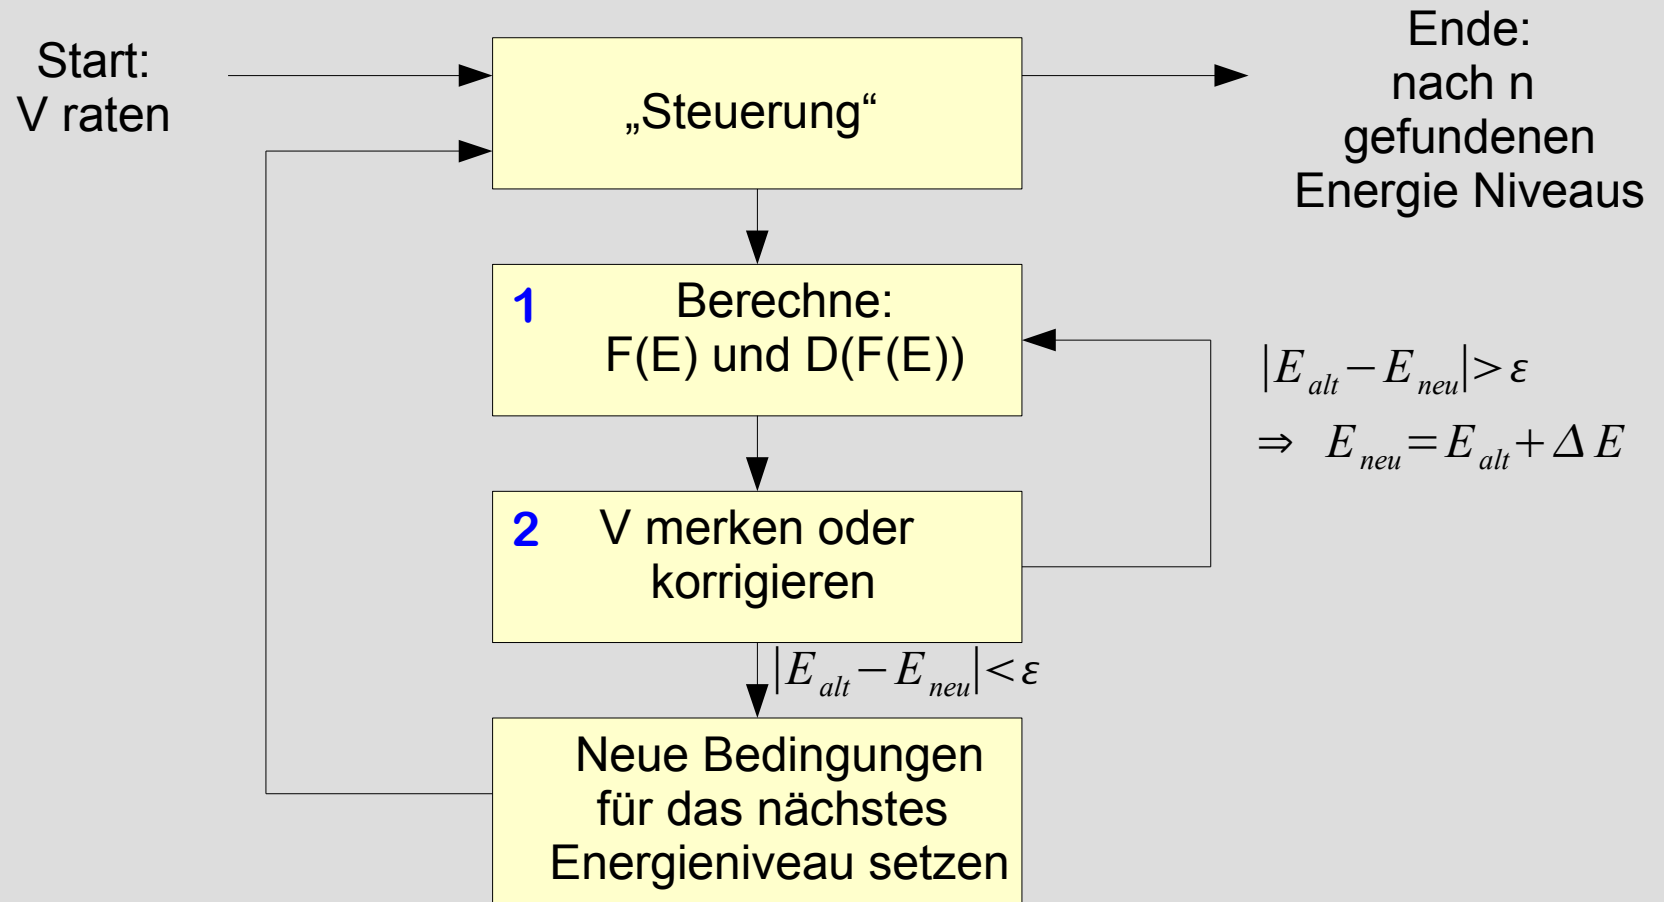 Start:
V raten
„Steuerung“
Ende:
nach n
gefundenen
Energie Niveaus
1 Berechne:
F(E) und D(F(E))
|E_alt − E_neu| > ε
⇒ E_neu = E_alt + Δ E
2 V merken oder
korrigieren
|E_alt − E_neu| < ε
Neue Bedingungen
für das nächstes
Energieniveau setzen